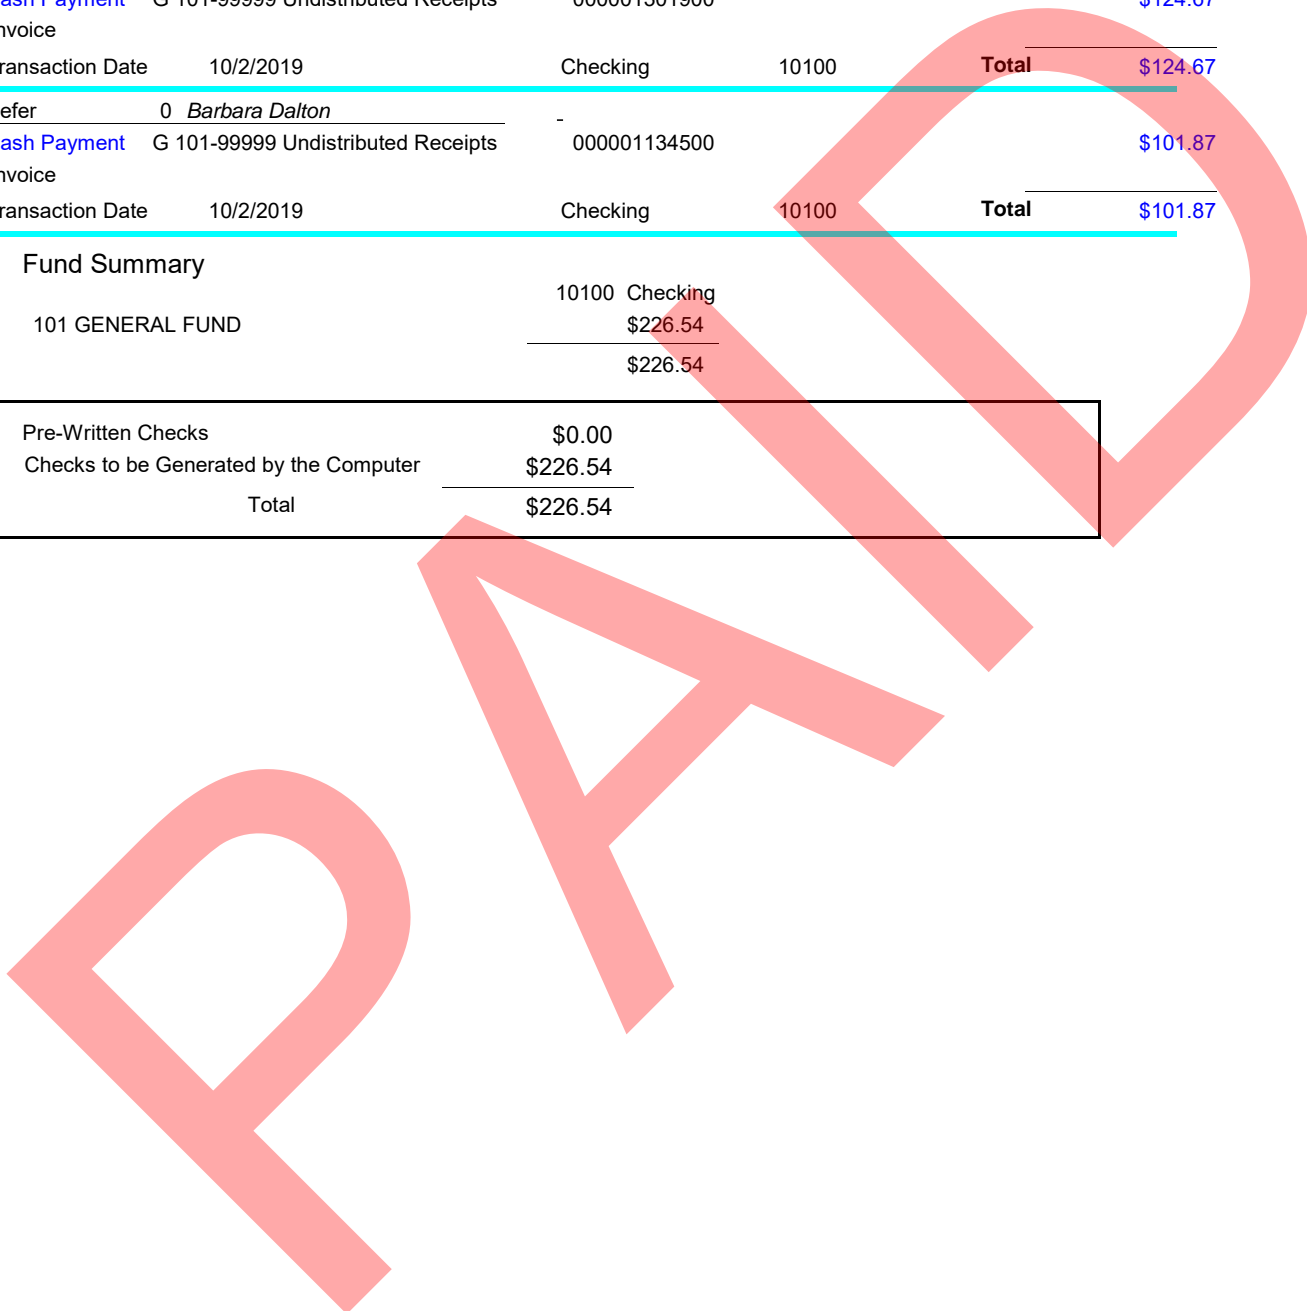 ash Payment G 101-99999 Undistributed Receipts 000001301900 $124.67
nvoice
ransaction Date 10/2/2019 Checking 10100 Total $124.67
efer 0 Barbara Dalton -
ash Payment G 101-99999 Undistributed Receipts 000001134500 $101.87
nvoice
ransaction Date 10/2/2019 Checking 10100 Total $101.87
Fund Summary
10100 Checking
101 GENERAL FUND $226.54
$226.54
Pre-Written Checks $0.00
Checks to be Generated by the Computer $226.54
Total $226.54
PAID